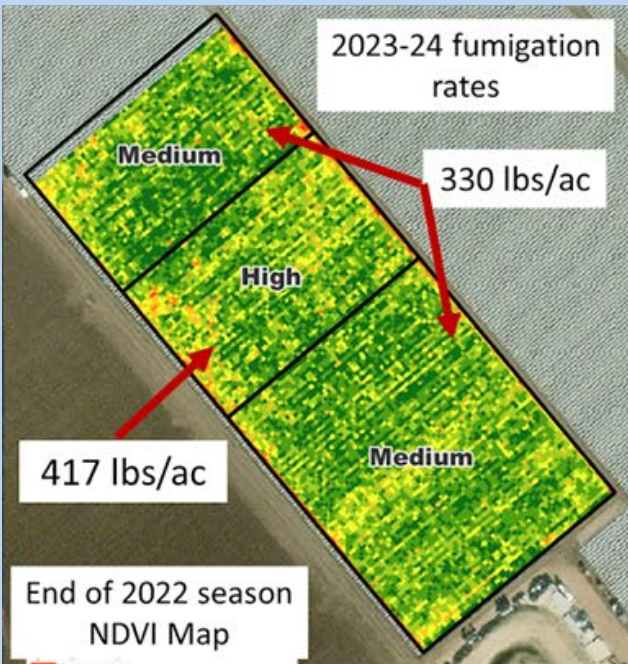 2023-24 fumigation
rates
Medium
330 lbs/ac
High
417 lbs/ac
Medium
End of 2022 season
NDVI Map